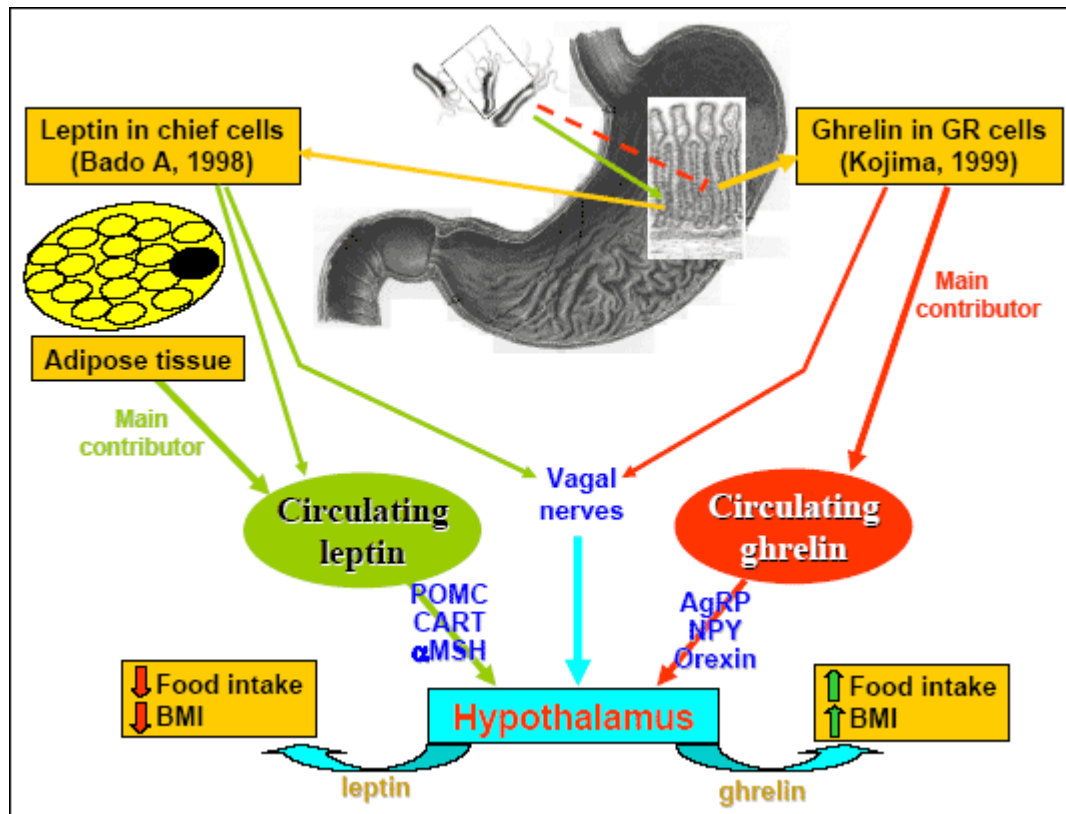 Leptin in chief cells
(Bado A, 1998)
Ghrelin in GR cells
(Kojima, 1999)
Main
contributor
Adipose tissue
Main
contributor
Vagal
nerves
Circulating
leptin
Circulating
ghrelin
POMC
CART
αMSH
AgRP
NPY
Orexin
Food intake
BMI
Hypothalamus
Food intake
BMI
leptin
ghrelin